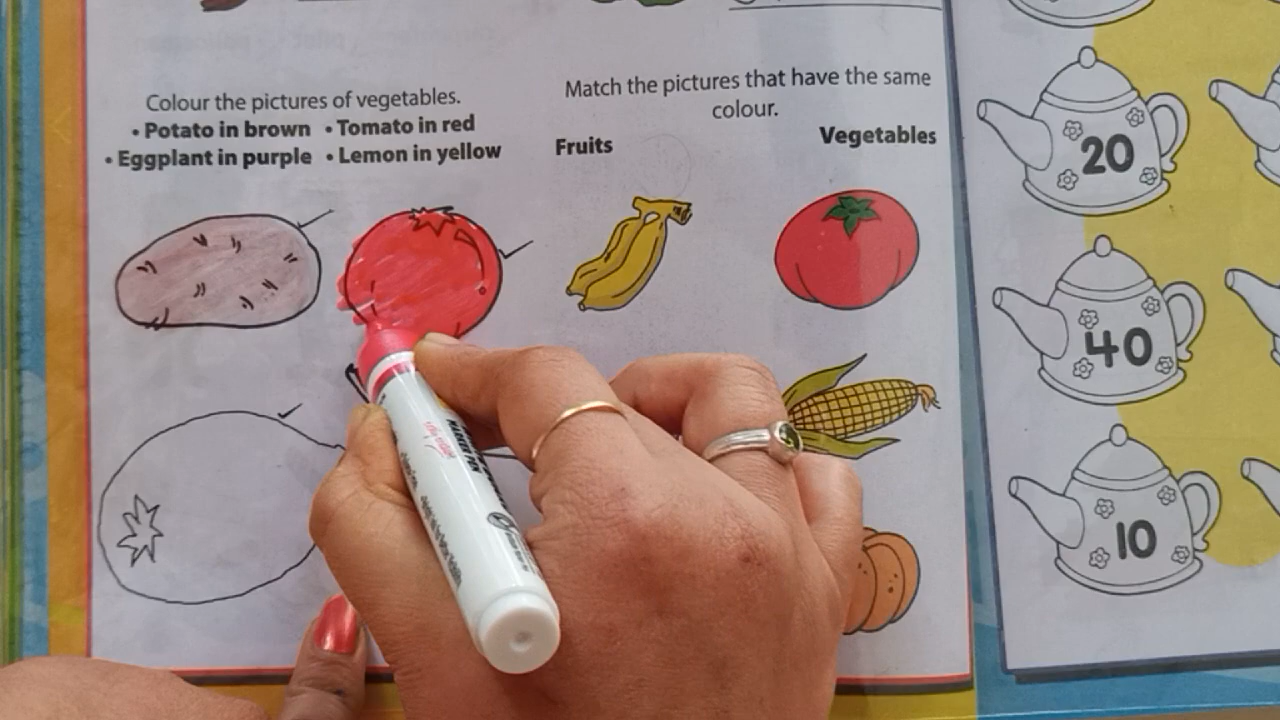 Colour the pictures of vegetables.
• Potato in brown • Tomato in red
• Eggplant in purple • Lemon in yellow
Match the pictures that have the same
colour.
Fruits
Vegetables
20
40
10